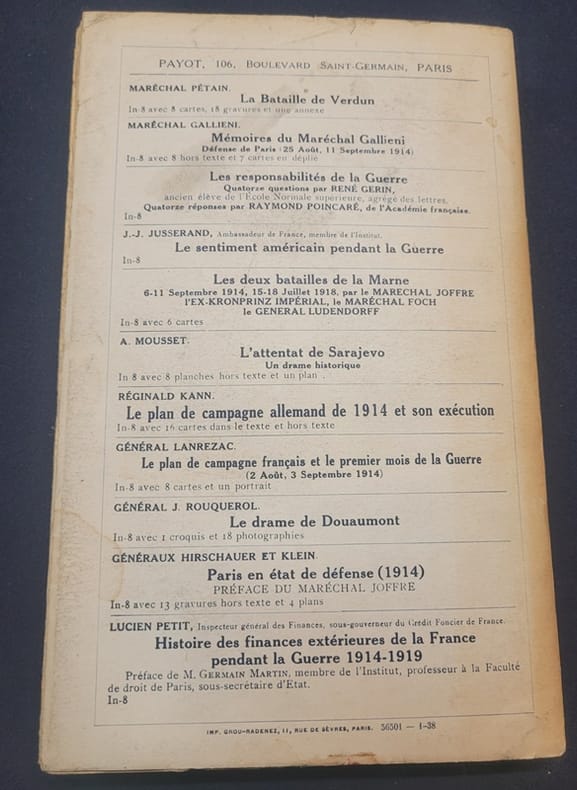 PAYOT, 106, BOULEVARD SAINT-GERMAIN, PARIS
MARÉCHAL PÉTAIN.
La Bataille de Verdun
In-8 avec 8 cartes, 18 gravures et une annexe
MARÉCHAL GALLIENI.
Mémoires du Maréchal Gallieni
Défense de Paris (25 Août, 11 Septembre 1914)
In-8 avec 8 hors texte et 7 cartes en déplié
Les responsabilités de la Guerre
Quatorze questions par RENÉ GERIN,
ancien élève de l'École Normale supérieure, agrégé des lettres.
Quatorze réponses par RAYMOND POINCARÉ, de l'Académie française.
In-8
J.-J. JUSSERAND, Ambassadeur de France, membre de l'Institut.
Le sentiment américain pendant la Guerre
In-8
Les deux batailles de la Marne
6-11 Septembre 1914, 15-18 Juillet 1918, par le MARECHAL JOFFRE
l'EX-KRONPRINZ IMPÉRIAL, le MARÉCHAL FOCH
le GENERAL LUDENDORFF
In-8 avec 6 cartes
A. MOUSSET.
L'attentat de Sarajevo
Un drame historique
In-8 avec 8 planches hors texte et un plan .
RÉGINALD KANN.
Le plan de campagne allemand de 1914 et son exécution
In-8 avec 16 cartes dans le texte et hors texte
GÉNÉRAL LANREZAC.
Le plan de campagne français et le premier mois de la Guerre
(2 Août, 3 Septembre 1914)
In-8 avec 8 cartes et un portrait
GÉNÉRAL J. ROUQUEROL.
Le drame de Douaumont
In-8 avec 1 croquis et 18 photographies
GÉNÉRAUX HIRSCHAUER ET KLEIN.
Paris en état de défense (1914)
PRÉFACE DU MARÉCHAL JOFFRE
In-8 avec 13 gravures hors texte et 4 plans
LUCIEN PETIT, Inspecteur général des Finances, sous-gouverneur du Crédit Foncier de France.
Histoire des finances extérieures de la France
pendant la Guerre 1914-1919
Préface de M. GERMAIN MARTIN, membre de l'Institut, professeur à la Faculté
de droit de Paris, sous-secrétaire d'Etat.
In-8
IMP. GROU-RADENEZ, 11, RUE DE SÈVRES, PARIS. 56501 — 1-38